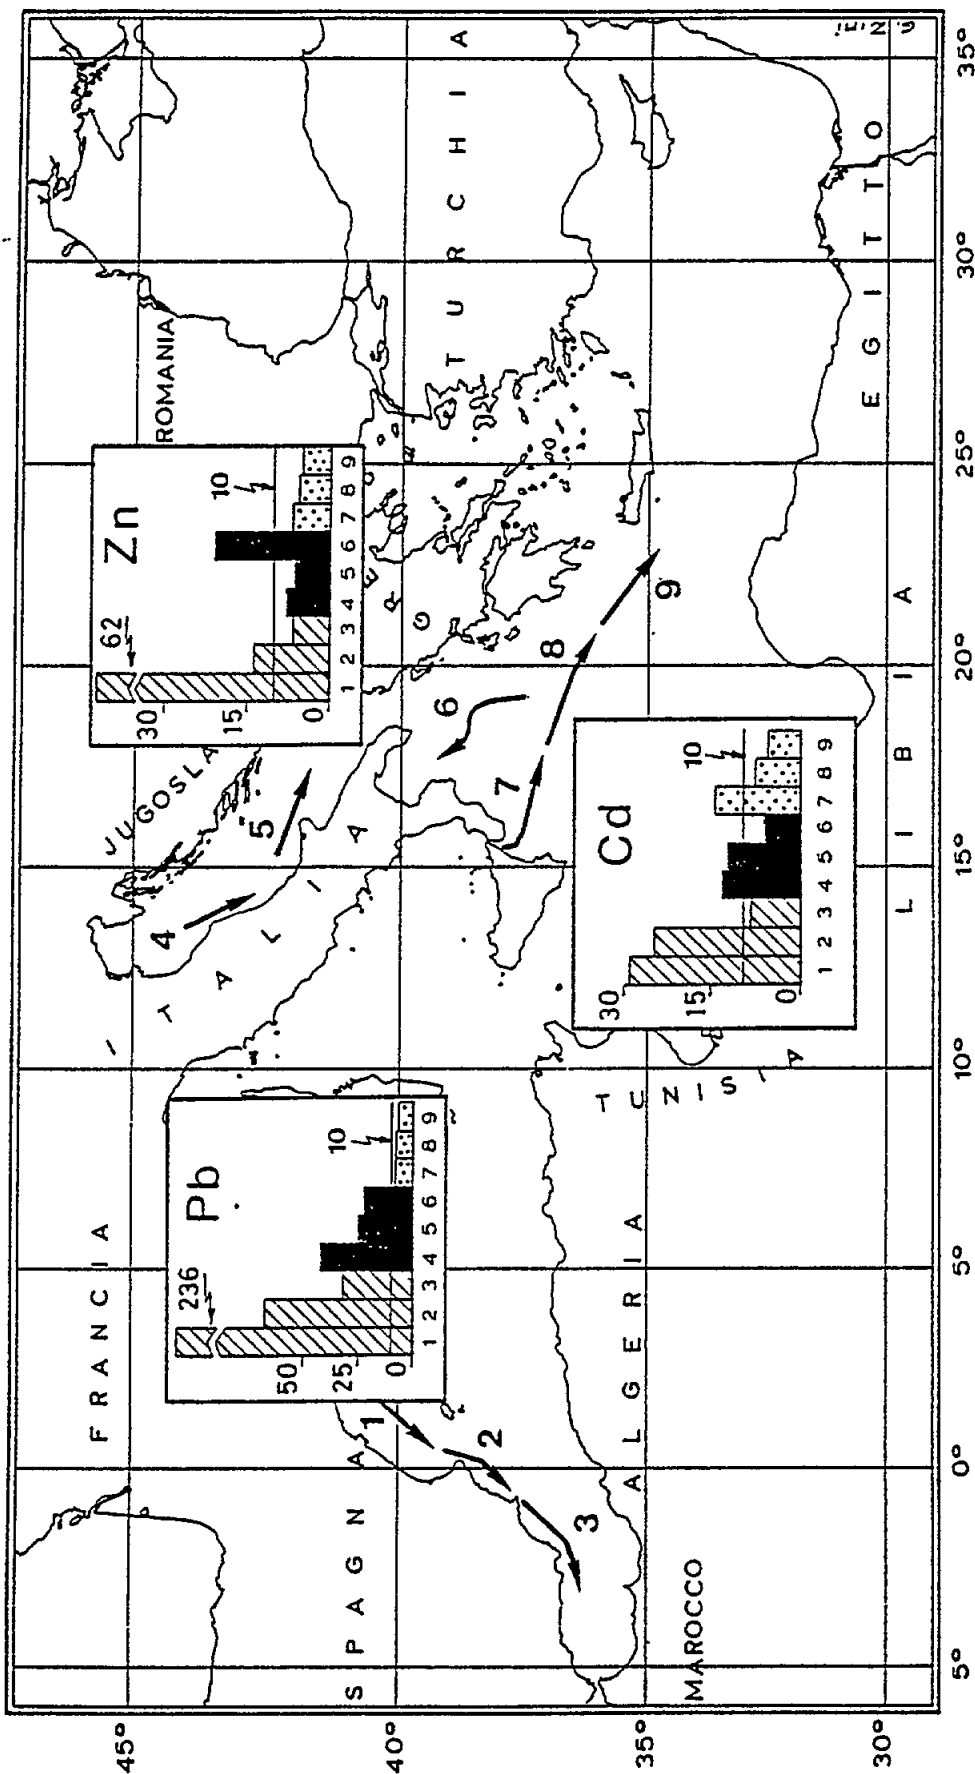 FRANCIA
SPAGNA
MAROCCO
ALGERIA
TUNISIA
ITALIA
JUGOSLA
ROMANIA
TURCHIA
LIBIA
EGITTO
Pb
236
10
50
25
0
1 2 3 4 5 6 7 8 9
Zn
62
10
30
15
0
1 2 3 4 5 6 7 8 9
Cd
10
30
15
0
1 2 3 4 5 6 7 8 9
1
2
3
4
5
6
7
8
9
45°
40°
35°
30°
5° 0° 5° 10° 15° 20° 25° 30° 35°